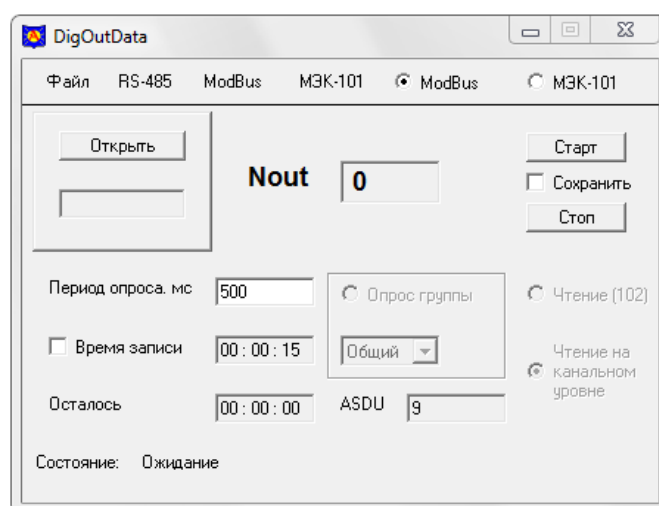 DigOutData
Файл RS-485 ModBus МЭК-101 ModBus МЭК-101
Открыть
Nout 0
Старт
Сохранить
Стоп
Период опроса. мс 500
Опрос группы
Чтение (102)
Время записи 00 : 00 : 15
Общий
Чтение на
канальном
уровне
Осталось 00 : 00 : 00
ASDU 9
Состояние: Ожидание